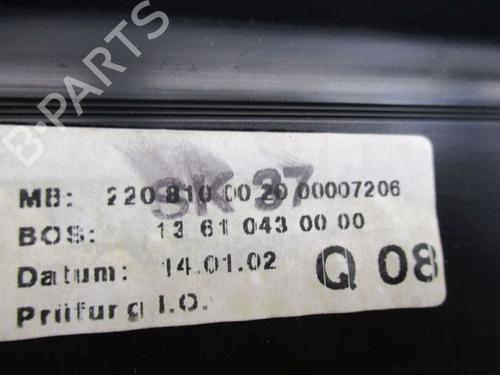 B-PARTS
SK 37
MB: 220 810 00 20 00007206
BOS: 13 61 043 00 00
Datum: 14.01.02 Q 08
Prüfung I.O.